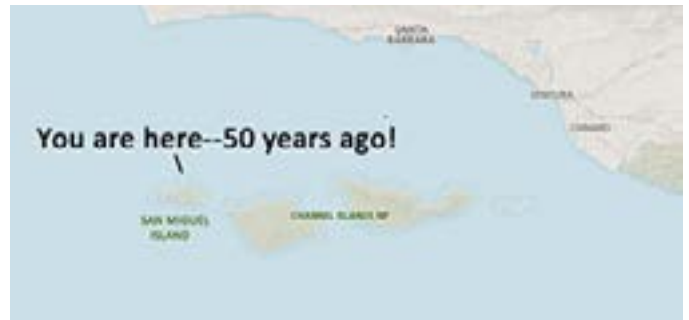 SANTA
BARBARA
VENTURA
OXNARD
You are here--50 years ago!
SAN MIGUEL
ISLAND
CHANNEL ISLANDS NP